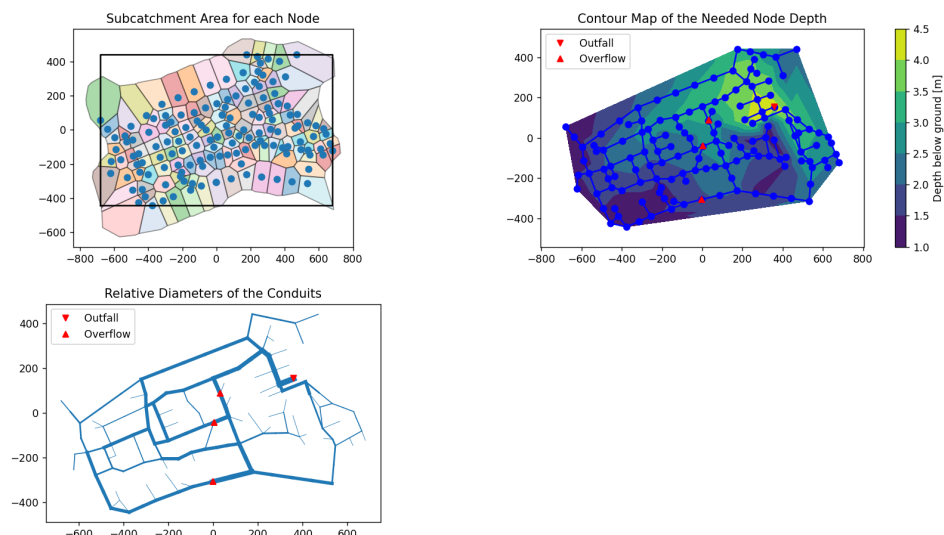 Subcatchment Area for each Node
400
200
0
−200
−400
−600
−800 −600 −400 −200 0 200 400 600 800
Contour Map of the Needed Node Depth
Outfall
Overflow
400
200
0
−200
−400
−800 −600 −400 −200 0 200 400 600 800
4.5
4.0
3.5
3.0
2.5
2.0
1.5
1.0
Depth below ground [m]
Relative Diameters of the Conduits
Outfall
Overflow
400
200
0
−200
−400
−600 −400 −200 0 200 400 600